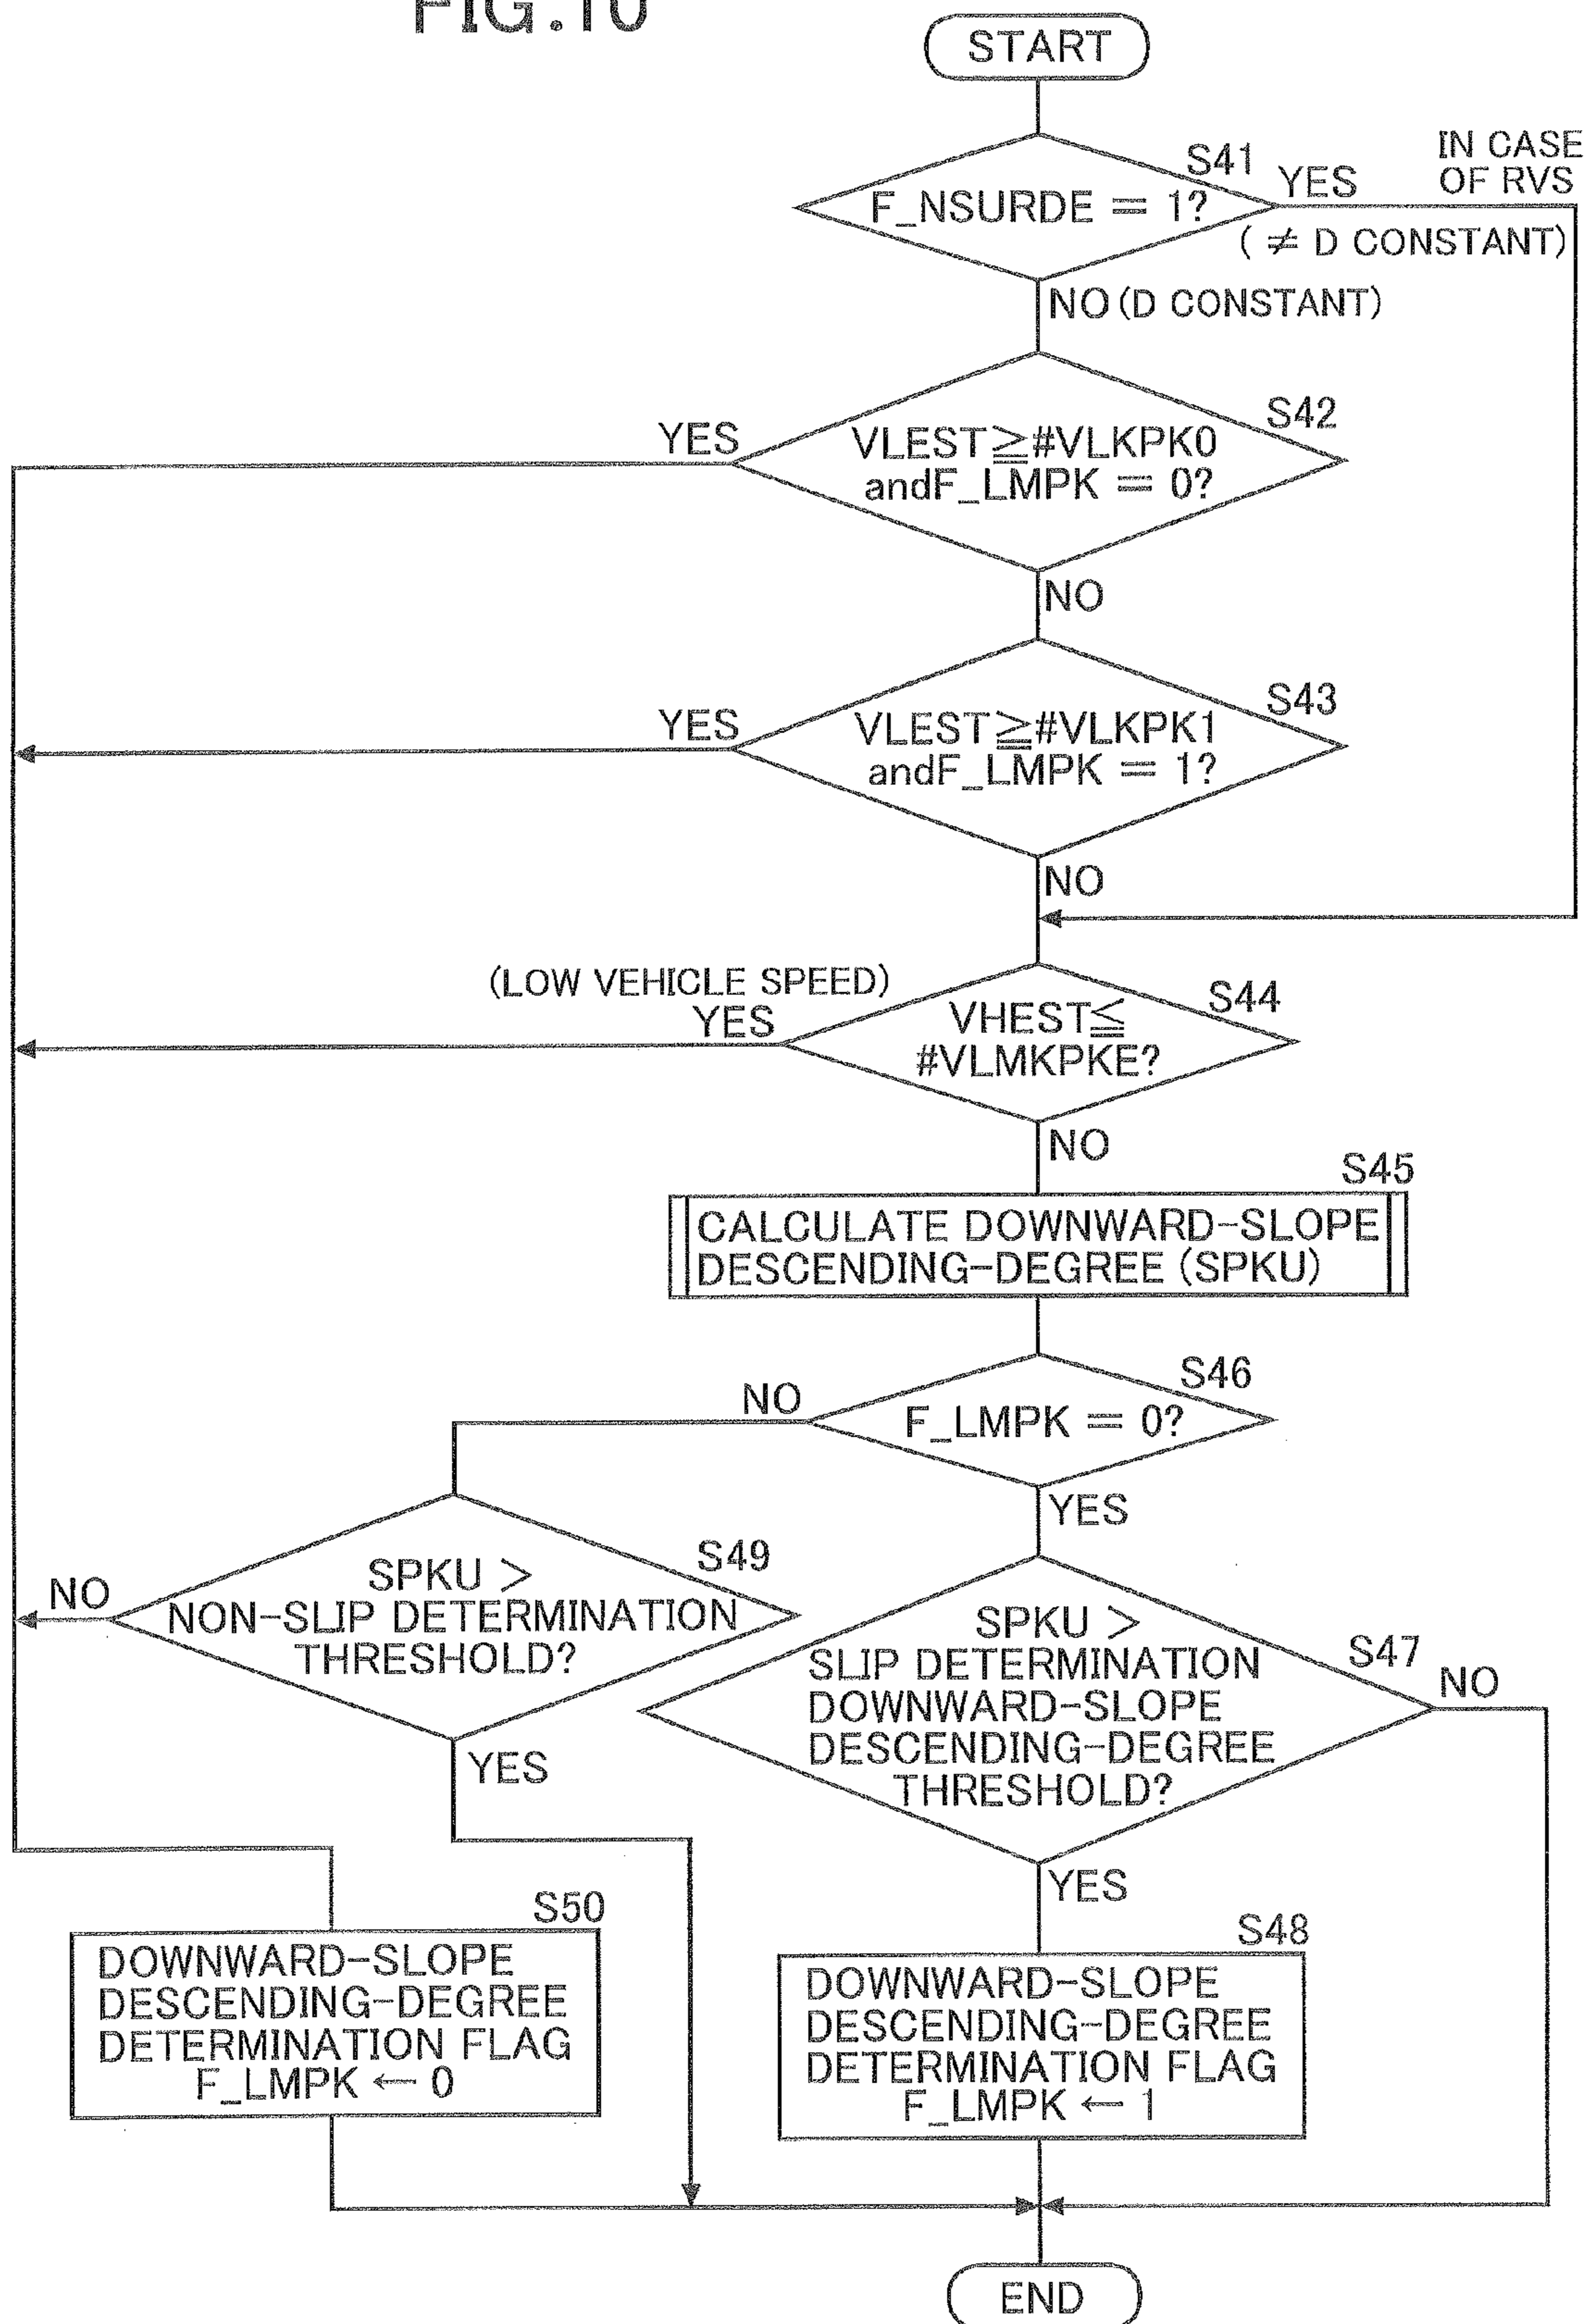 FIG.10
START
S41
F_NSURDE = 1?
YES
IN CASE
OF RVS
( ≠ D CONSTANT)
NO (D CONSTANT)
S42
YES
VLEST≧#VLKPK0
andF_LMPK = 0?
NO
S43
YES
VLEST≧#VLKPK1
andF_LMPK = 1?
NO
(LOW VEHICLE SPEED)
YES
S44
VHEST≦
#VLMKPKE?
NO
S45
CALCULATE DOWNWARD-SLOPE
DESCENDING-DEGREE (SPKU)
S46
NO
F_LMPK = 0?
YES
S49
NO
SPKU >
NON-SLIP DETERMINATION
THRESHOLD?
YES
S47
SPKU >
SLIP DETERMINATION
DOWNWARD-SLOPE
DESCENDING-DEGREE
THRESHOLD?
NO
YES
S50
DOWNWARD-SLOPE
DESCENDING-DEGREE
DETERMINATION FLAG
F_LMPK ← 0
S48
DOWNWARD-SLOPE
DESCENDING-DEGREE
DETERMINATION FLAG
F_LMPK ← 1
END